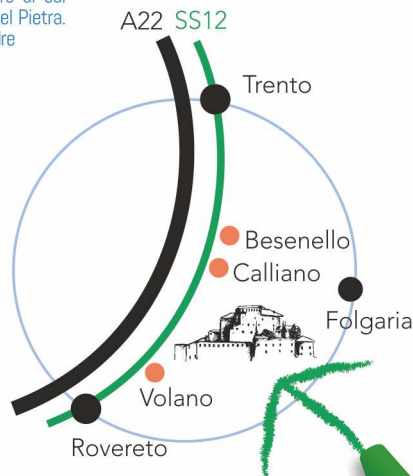 el Pietra.
A22 SS12
Trento
Besenello
Calliano
Folgaria
Volano
Rovereto